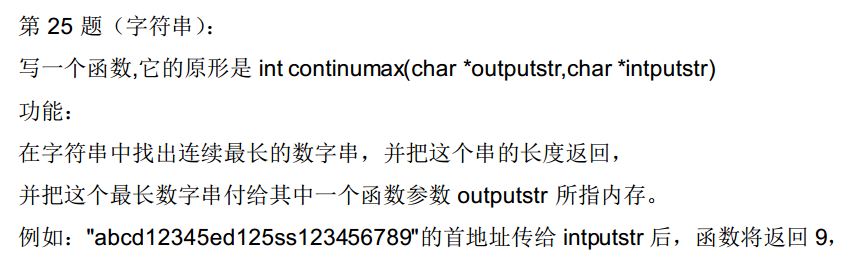 第 25 题（字符串）：
写一个函数,它的原形是 int continumax(char *outputstr,char *intputstr)
功能：
在字符串中找出连续最长的数字串，并把这个串的长度返回，
并把这个最长数字串付给其中一个函数参数 outputstr 所指内存。
例如："abcd12345ed125ss123456789"的首地址传给 intputstr 后，函数将返回 9，